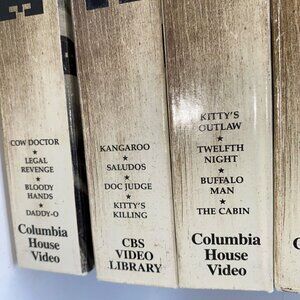 COW DOCTOR
★
LEGAL
REVENGE
★
BLOODY
HANDS
★
DADDY-O
Columbia
House
Video
KANGAROO
★
SALUDOS
★
DOC JUDGE
★
KITTY'S
KILLING
CBS
VIDEO
LIBRARY
KITTY'S
OUTLAW
★
TWELFTH
NIGHT
★
BUFFALO
MAN
★
THE CABIN
Columbia
House
Video